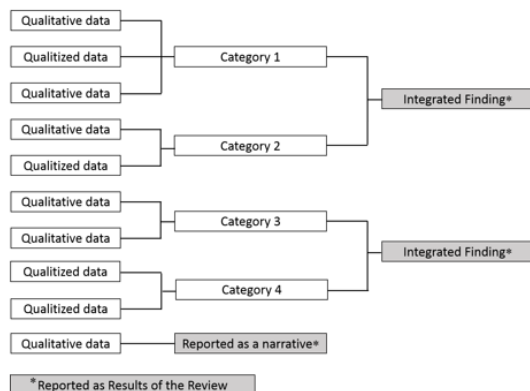 Qualitative data
Qualitized data
Category 1
Qualitative data
Integrated Finding*
Qualitative data
Category 2
Qualitized data
Qualitative data
Category 3
Qualitative data
Integrated Finding*
Qualitized data
Category 4
Qualitized data
Qualitative data
Reported as a narrative*
*Reported as Results of the Review